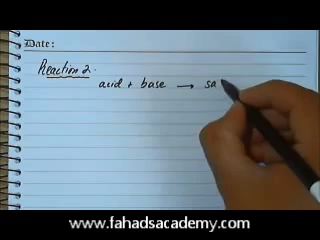 Date:
Reaction 2.
acid + base → sa
www.fahadsacademy.com